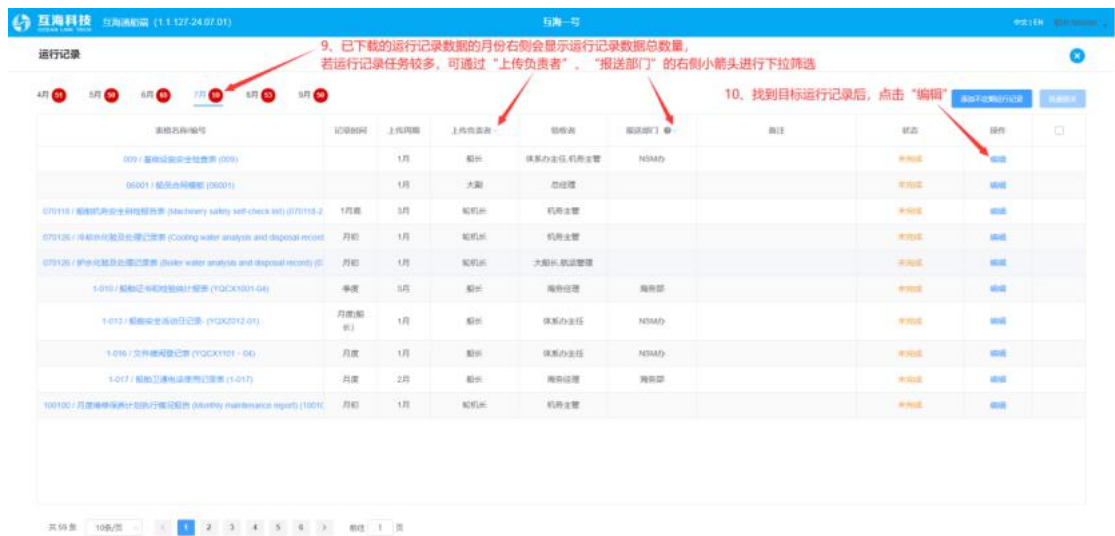 互海科技 互海通船端 (1.1.127-24.07.01) 互海一号 中文 | EN
OCEAN LINK TECH
运行记录
9、已下载的运行记录数据的月份右侧会显示运行记录数据总数量，
若运行记录任务较多，可通过“上传负责者”、“报送部门”的右侧小箭头进行下拉筛选
10、找到目标运行记录后，点击“编辑”
4月 51 5月 50 6月 65 7月 59 8月 53 9月 50
添加不定期运行记录
表格名称/编号 记录时间 上传周期 上传负责者 验收者 报送部门 备注 状态 操作
009 / 基础设施安全检查表 (009) 1月 船长 体系办主任,机务主管 NSM办 未完成 编辑
06001 / 船员合同模板 (06001) 1月 大副 总经理 未完成 编辑
070118 / 船舶机务安全自检报告表 (Machinery safety self-check list) (070118-2 1月底 3月 轮机长 机务主管 未完成 编辑
070126 / 冷却水化验及处理记录表 (Cooling water analysis and disposal record 月初 1月 轮机长 机务主管 未完成 编辑
070126 / 炉水化验及处理记录表 (Boiler water analysis and disposal record) (0 月初 1月 轮机长 大船长,航运管理 未完成 编辑
1-010 / 船舶证书和检验统计报表 (YQCX1001-04) 季度 3月 船长 海务经理 海务部 未完成 编辑
1-013 / 船舶安全活动日记录- (YQXZ012-01) 月度(船长) 1月 船长 体系办主任 NSM办 未完成 编辑
1-016 / 文件传阅登记表 (YQCX1101 - 04) 月度 1月 船长 体系办主任 NSM办 未完成 编辑
1-017 / 船舶卫通电话使用记录表 (1-017) 月度 2月 船长 海务经理 海务部 未完成 编辑
100100 / 月度维修保养计划执行情况报告 (Monthly maintenance report) (1001 月初 1月 轮机长 机务主管 未完成 编辑
共 59 条 10条/页 1 2 3 4 5 6 前往 1 页